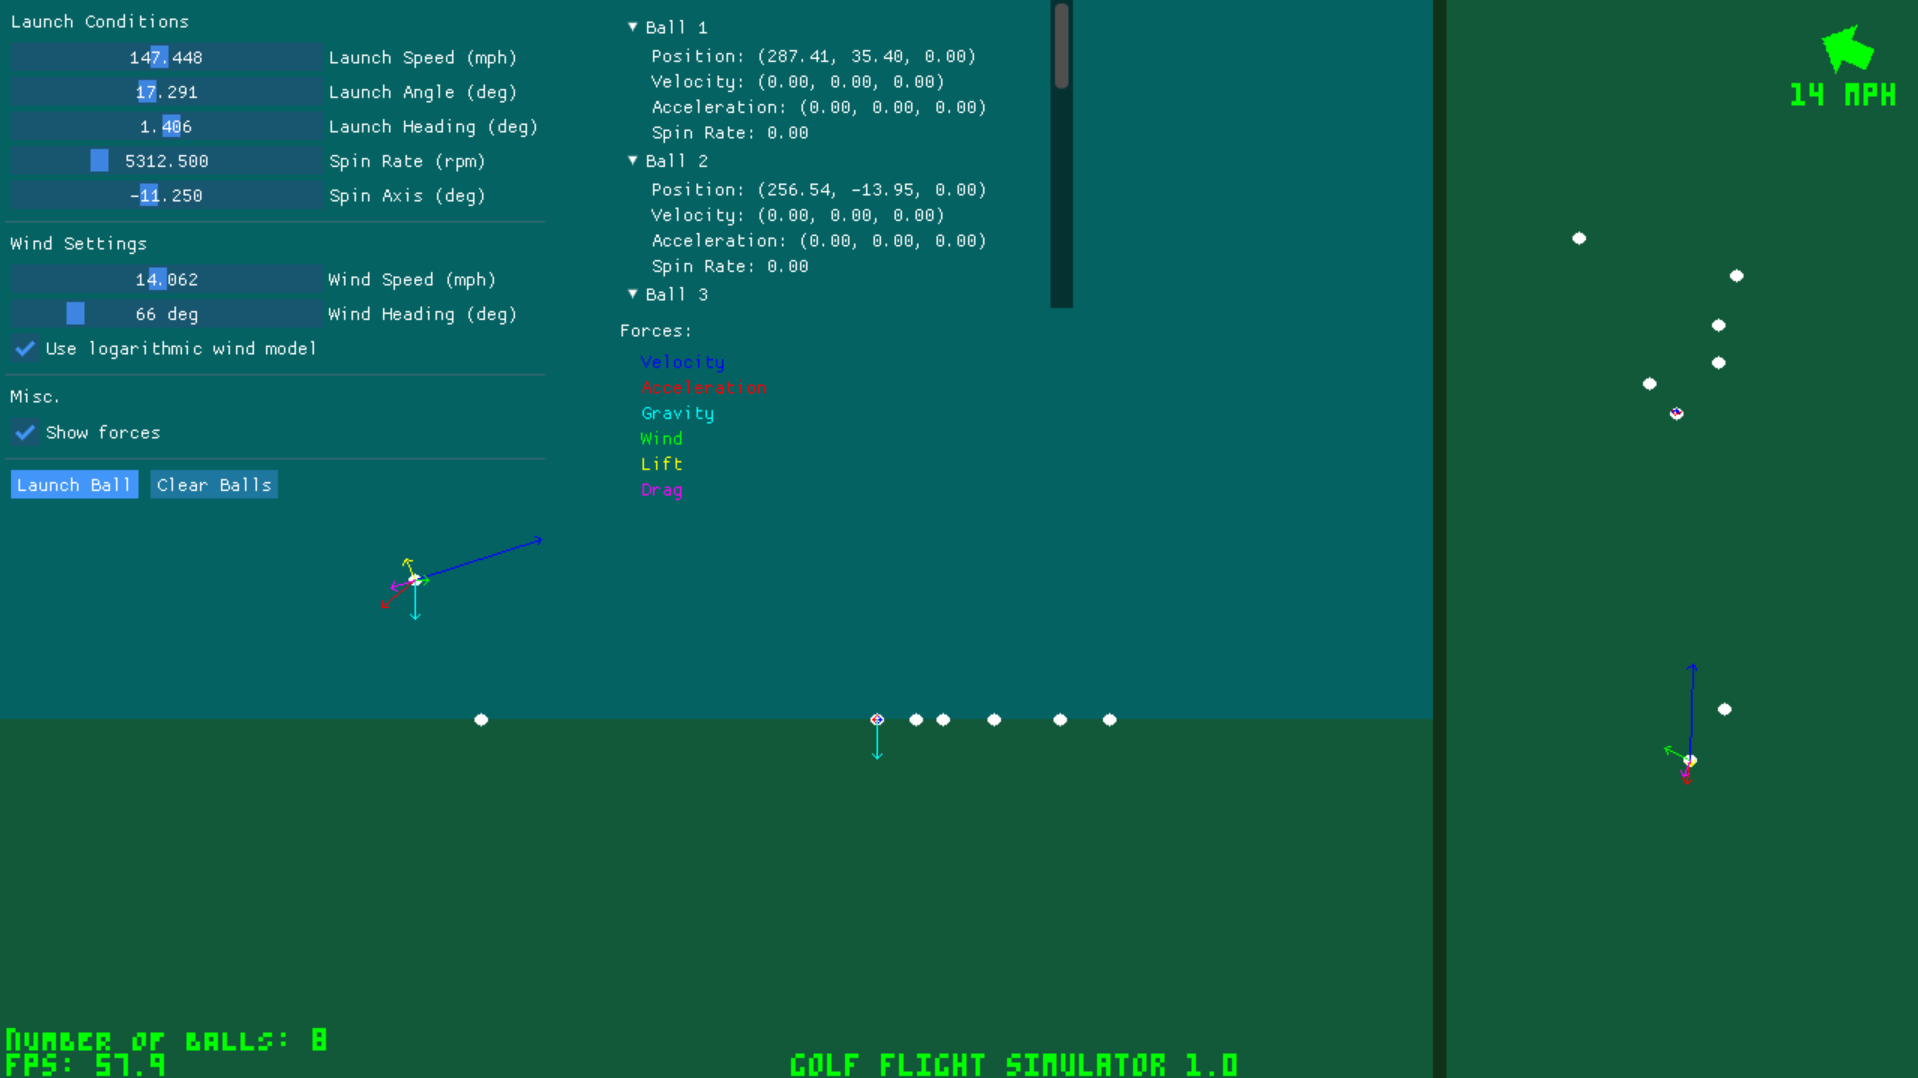 Launch Conditions
147.448 Launch Speed (mph)
17.291 Launch Angle (deg)
1.406 Launch Heading (deg)
5312.500 Spin Rate (rpm)
-11.250 Spin Axis (deg)
Wind Settings
14.062 Wind Speed (mph)
66 deg Wind Heading (deg)
Use logarithmic wind model
Misc.
Show forces
Launch Ball Clear Balls
Ball 1
Position: (287.41, 35.40, 0.00)
Velocity: (0.00, 0.00, 0.00)
Acceleration: (0.00, 0.00, 0.00)
Spin Rate: 0.00
Ball 2
Position: (256.54, -13.95, 0.00)
Velocity: (0.00, 0.00, 0.00)
Acceleration: (0.00, 0.00, 0.00)
Spin Rate: 0.00
Ball 3
Forces:
Velocity
Acceleration
Gravity
Wind
Lift
Drag
14 MPH
NUMBER OF BALLS: 8
FPS: 57.9
GOLF FLIGHT SIMULATOR 1.0